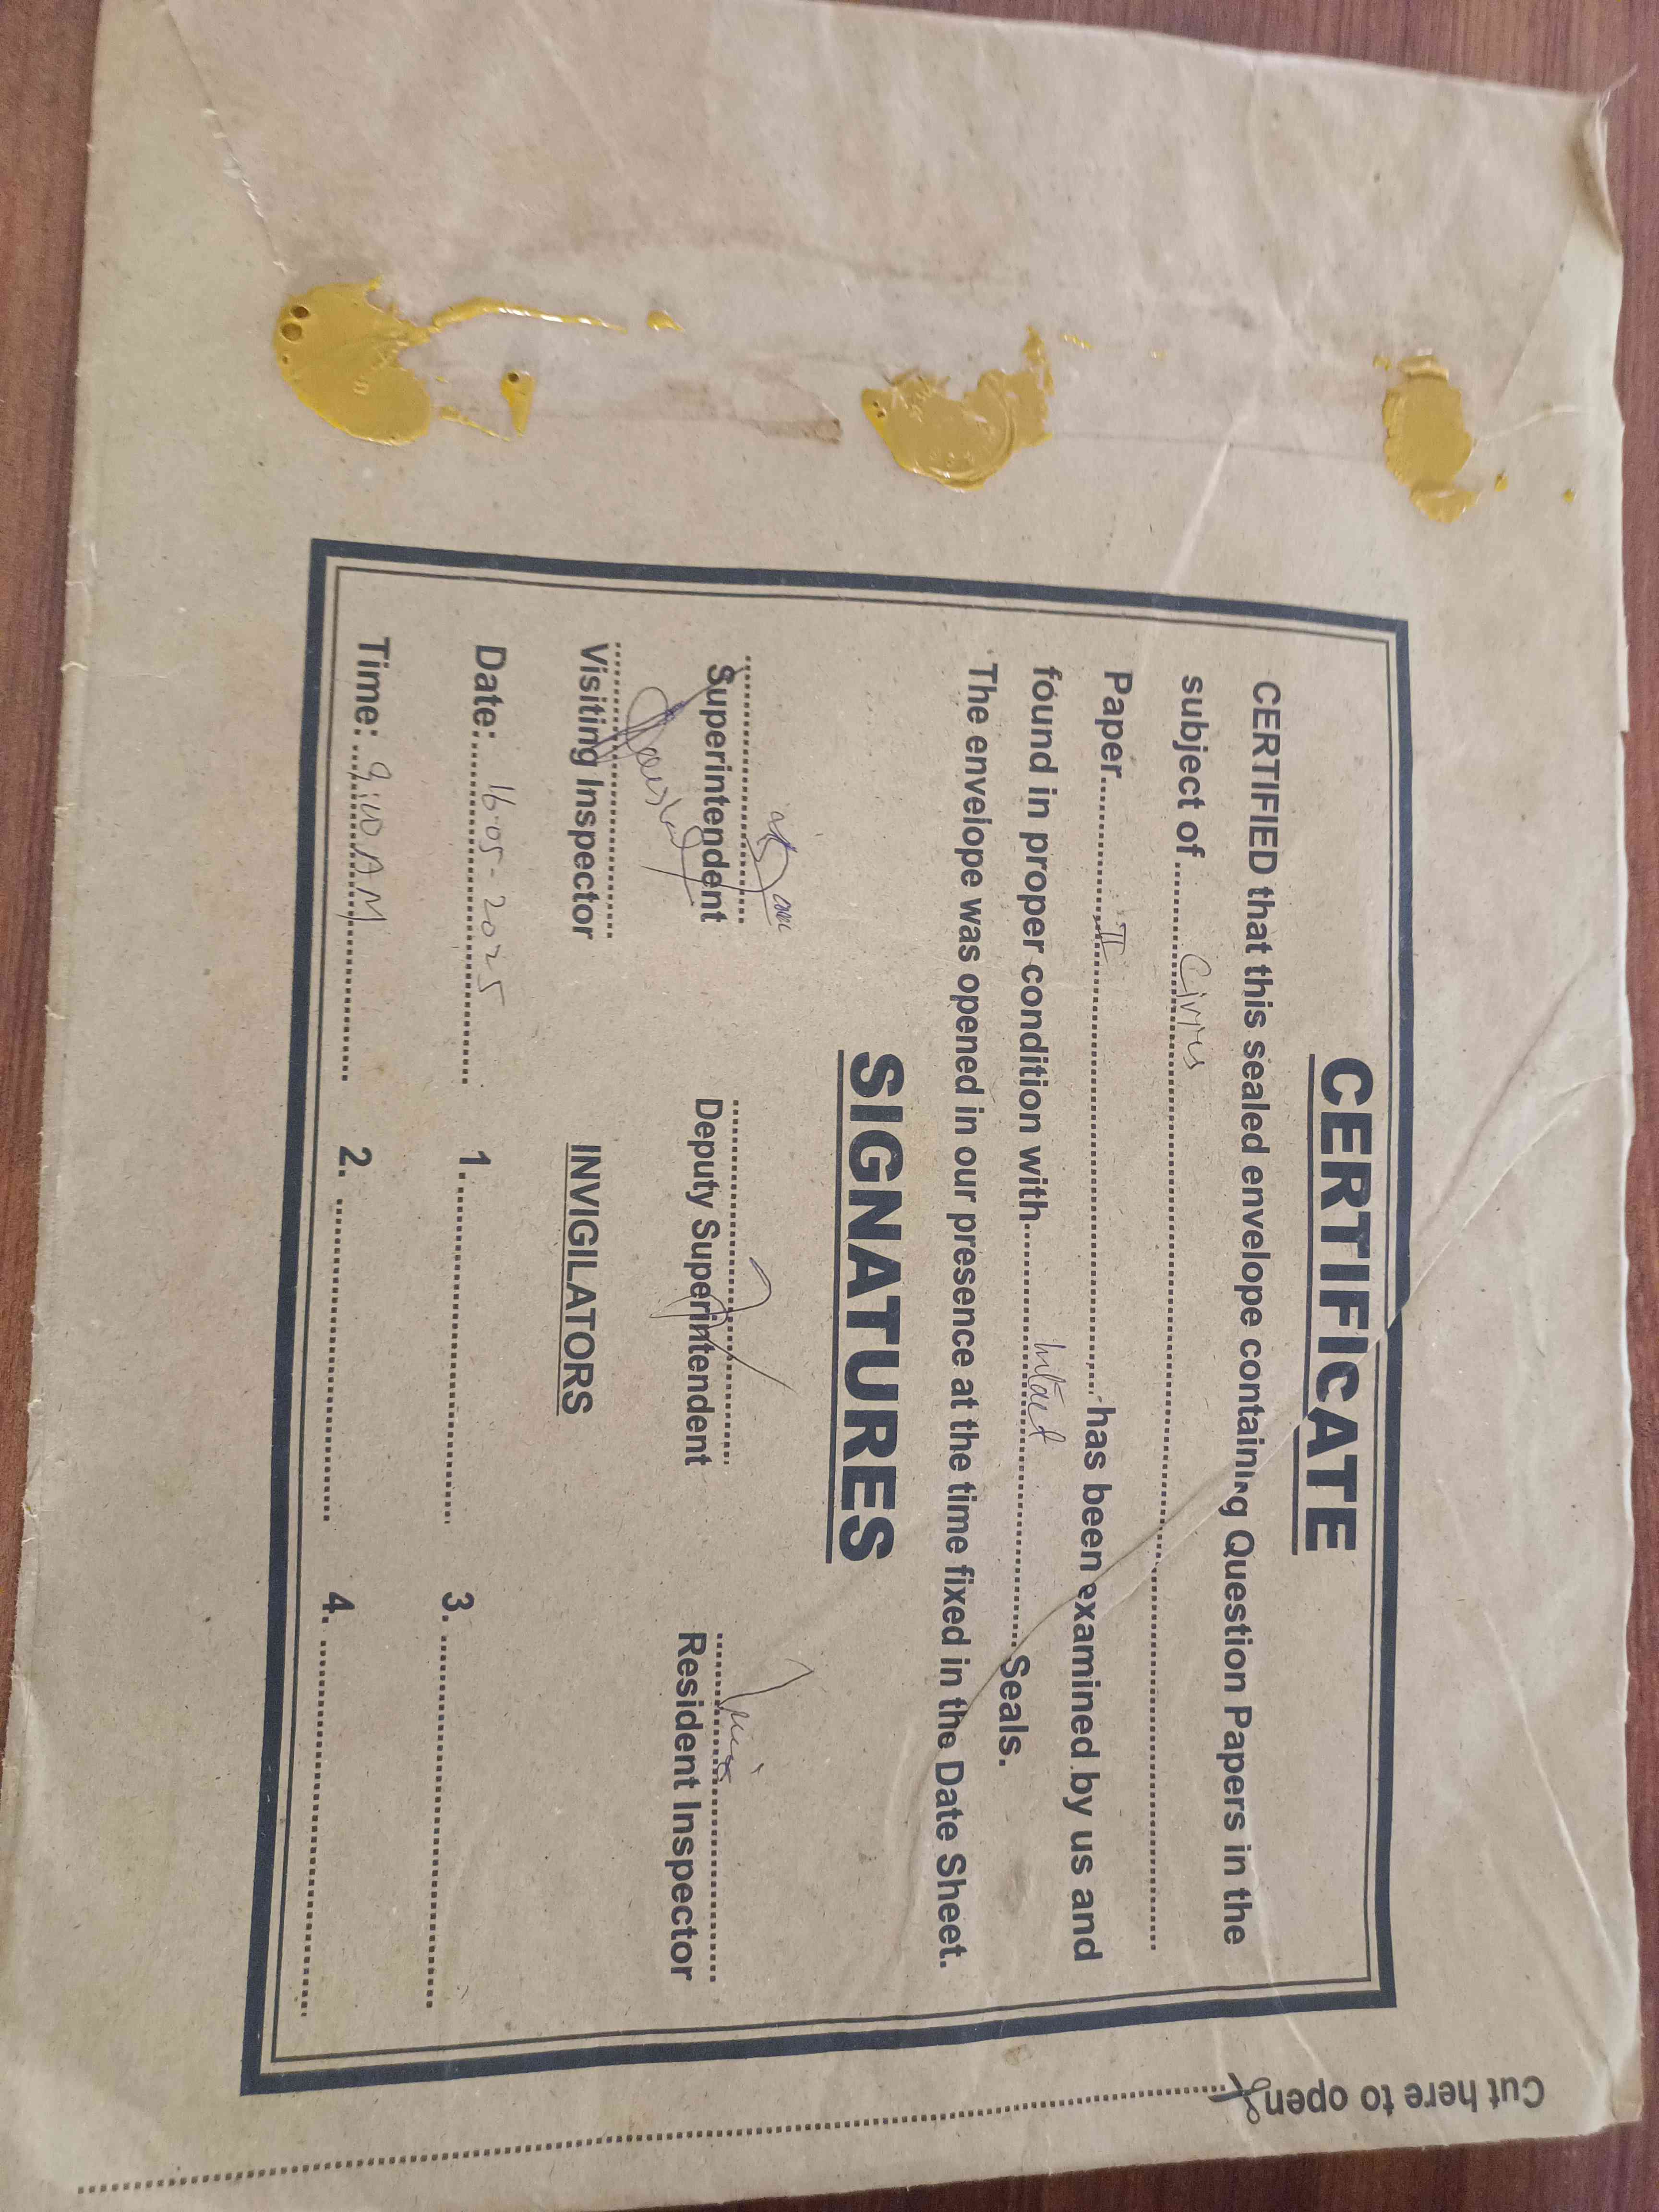 CERTIFICATE
CERTIFIED that this sealed envelope containing Question Papers in the
subject of.......Civics.......
Paper.......II.......has been examined by us and
found in proper condition with.......Intact.......Seals.
The envelope was opened in our presence at the time fixed in the Date Sheet.
SIGNATURES
Superintendent Deputy Superintendent Resident Inspector
Visiting Inspector INVIGILATORS
Date:.....16-05-2025..... 1................ 3................
Time:.....9:00 AM..... 2................ 4................
Cut here to open